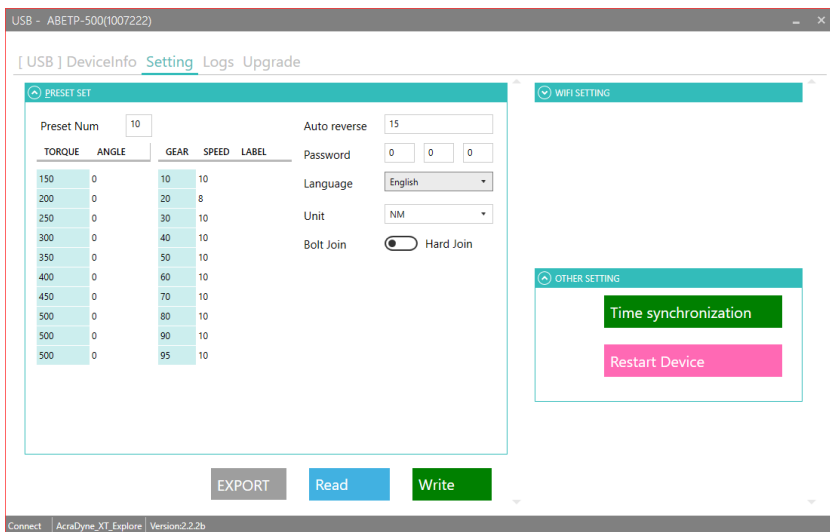 USB - ABETP-500(1007222)
[ USB ] DeviceInfo Setting Logs Upgrade
PRESET SET
Preset Num 10
TORQUE ANGLE GEAR SPEED LABEL
150 0 10 10
200 0 20 8
250 0 30 10
300 0 40 10
350 0 50 10
400 0 60 10
450 0 70 10
500 0 80 10
500 0 90 10
500 0 95 10
Auto reverse 15
Password 0 0 0
Language English
Unit NM
Bolt Join Hard Join
WIFI SETTING
OTHER SETTING
Time synchronization
Restart Device
EXPORT Read Write
Connect AcraDyne_XT_Explore Version:2.2.2b